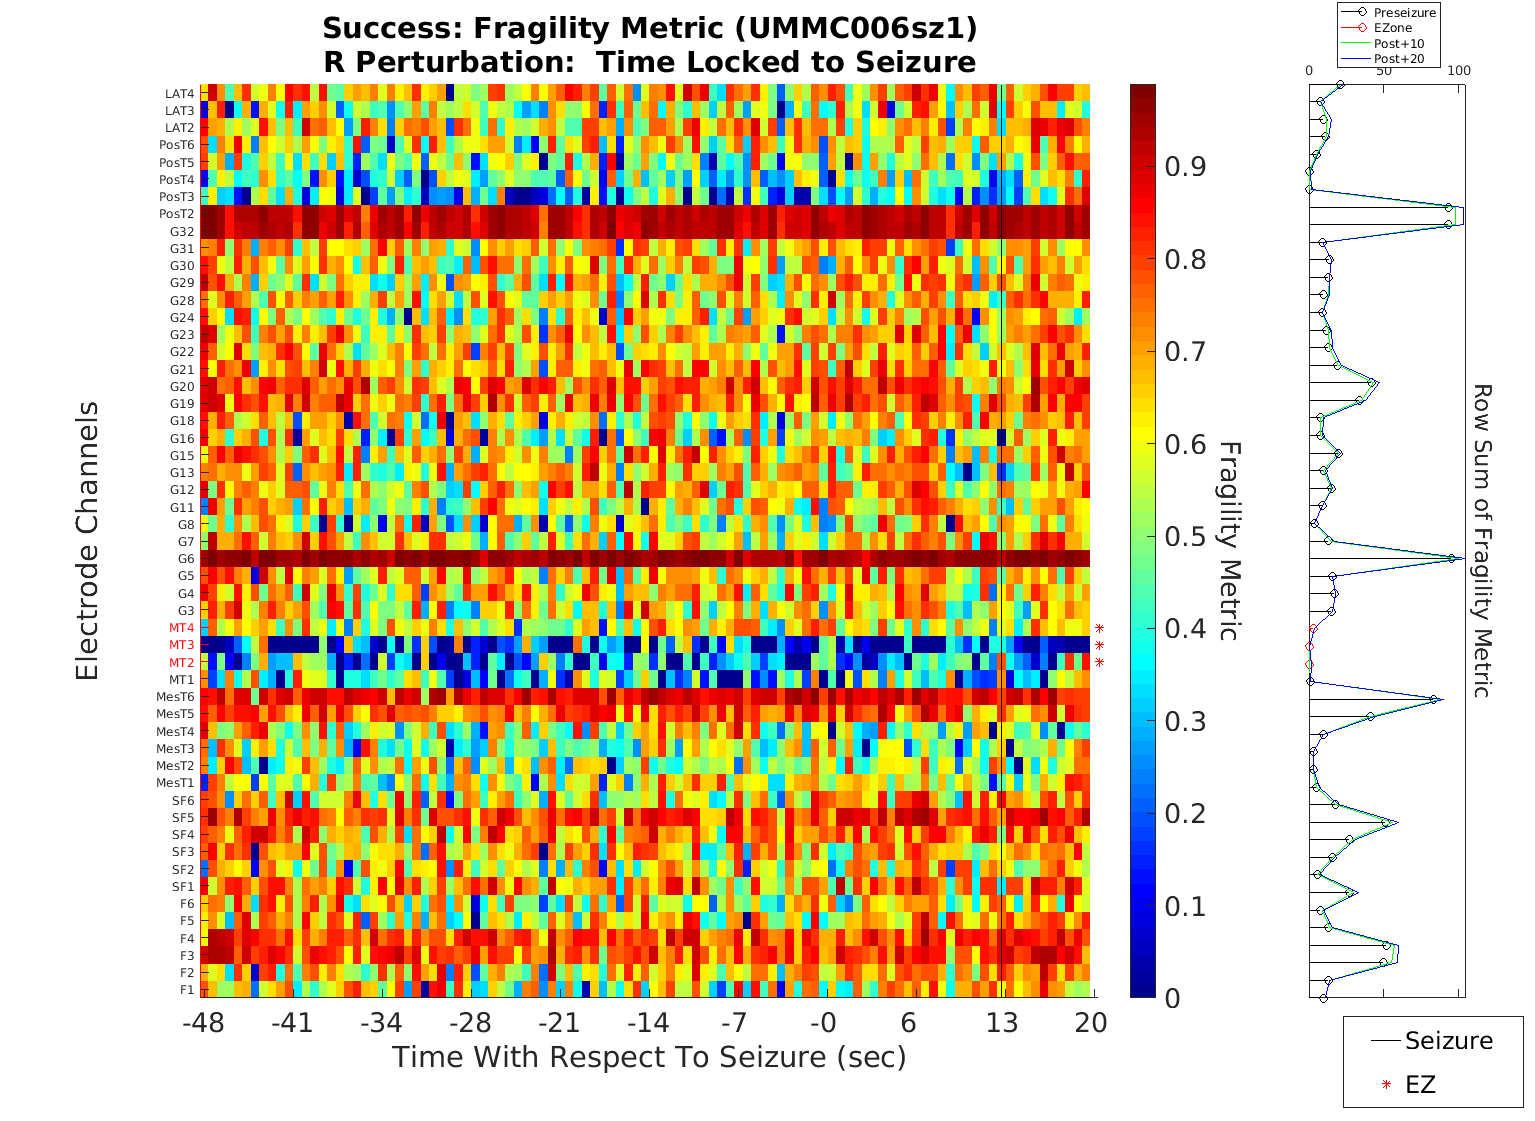 Success: Fragility Metric (UMMC006sz1)
R Perturbation:  Time Locked to Seizure
Electrode Channels
LAT4
LAT3
LAT2
PosT6
PosT5
PosT4
PosT3
PosT2
G32
G31
G30
G29
G28
G24
G23
G22
G21
G20
G19
G18
G16
G15
G13
G12
G11
G8
G7
G6
G5
G4
G3
MT4
MT3
MT2
MT1
MesT6
MesT5
MesT4
MesT3
MesT2
MesT1
SF6
SF5
SF4
SF3
SF2
SF1
F6
F5
F4
F3
F2
F1
-48 -41 -34 -28 -21 -14 -7 -0 6 13 20
Time With Respect To Seizure (sec)
0.9
0.8
0.7
0.6
0.5
0.4
0.3
0.2
0.1
0
Fragility Metric
Preseizure
EZone
Post+10
Post+20
0 50 100
Row Sum of Fragility Metric
Seizure
EZ